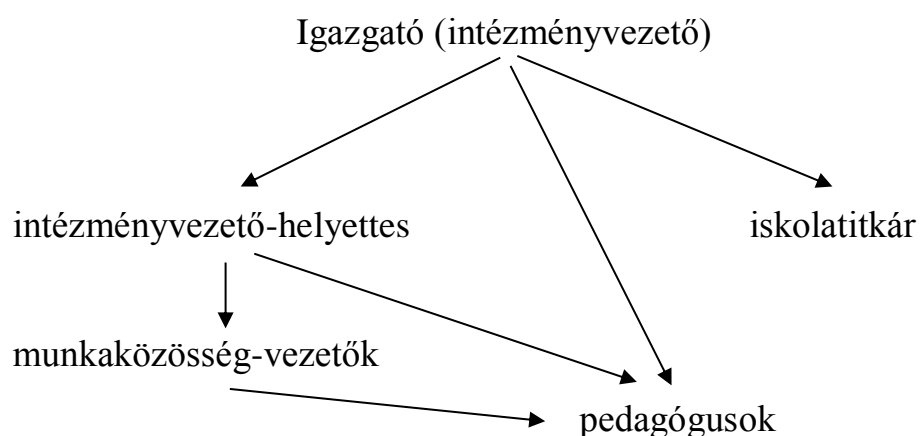 Igazgató (intézményvezető)
intézményvezető-helyettes
iskolatitkár
munkaközösség-vezetők
pedagógusok